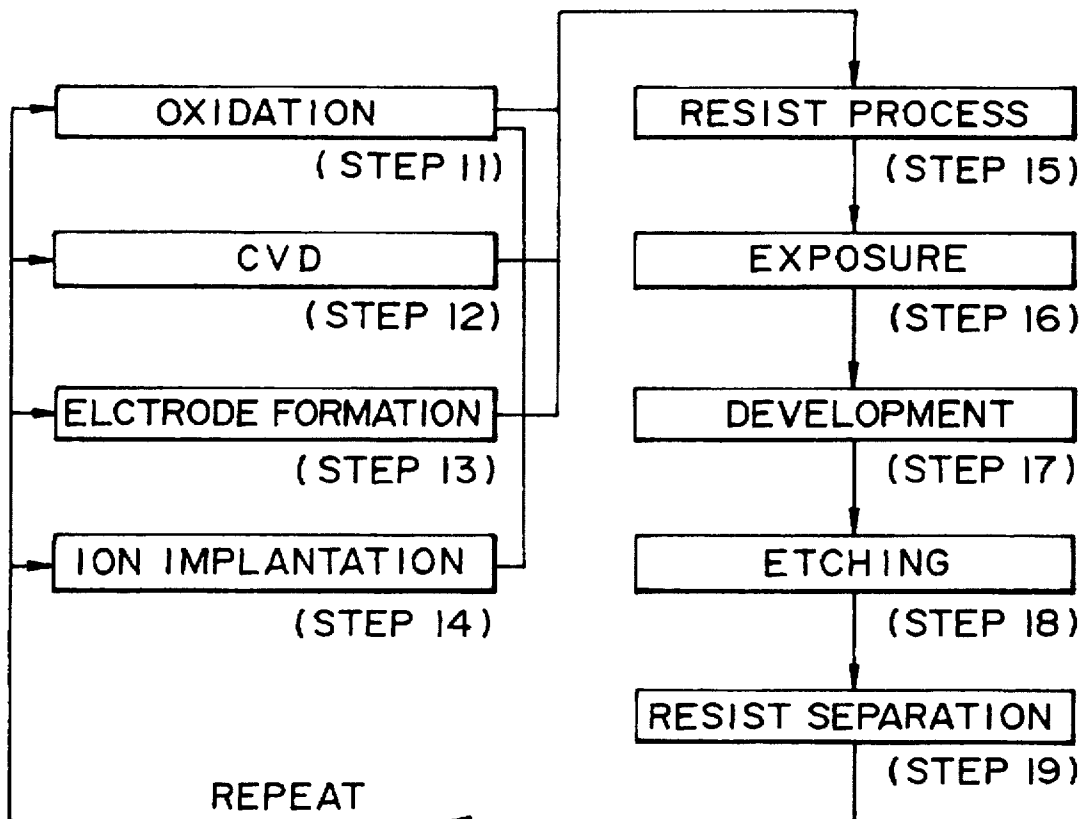 OXIDATION
(STEP 11)
CVD
(STEP 12)
ELCTRODE FORMATION
(STEP 13)
ION IMPLANTATION
(STEP 14)
RESIST PROCESS
(STEP 15)
EXPOSURE
(STEP 16)
DEVELOPMENT
(STEP 17)
ETCHING
(STEP 18)
RESIST SEPARATION
(STEP 19)
REPEAT